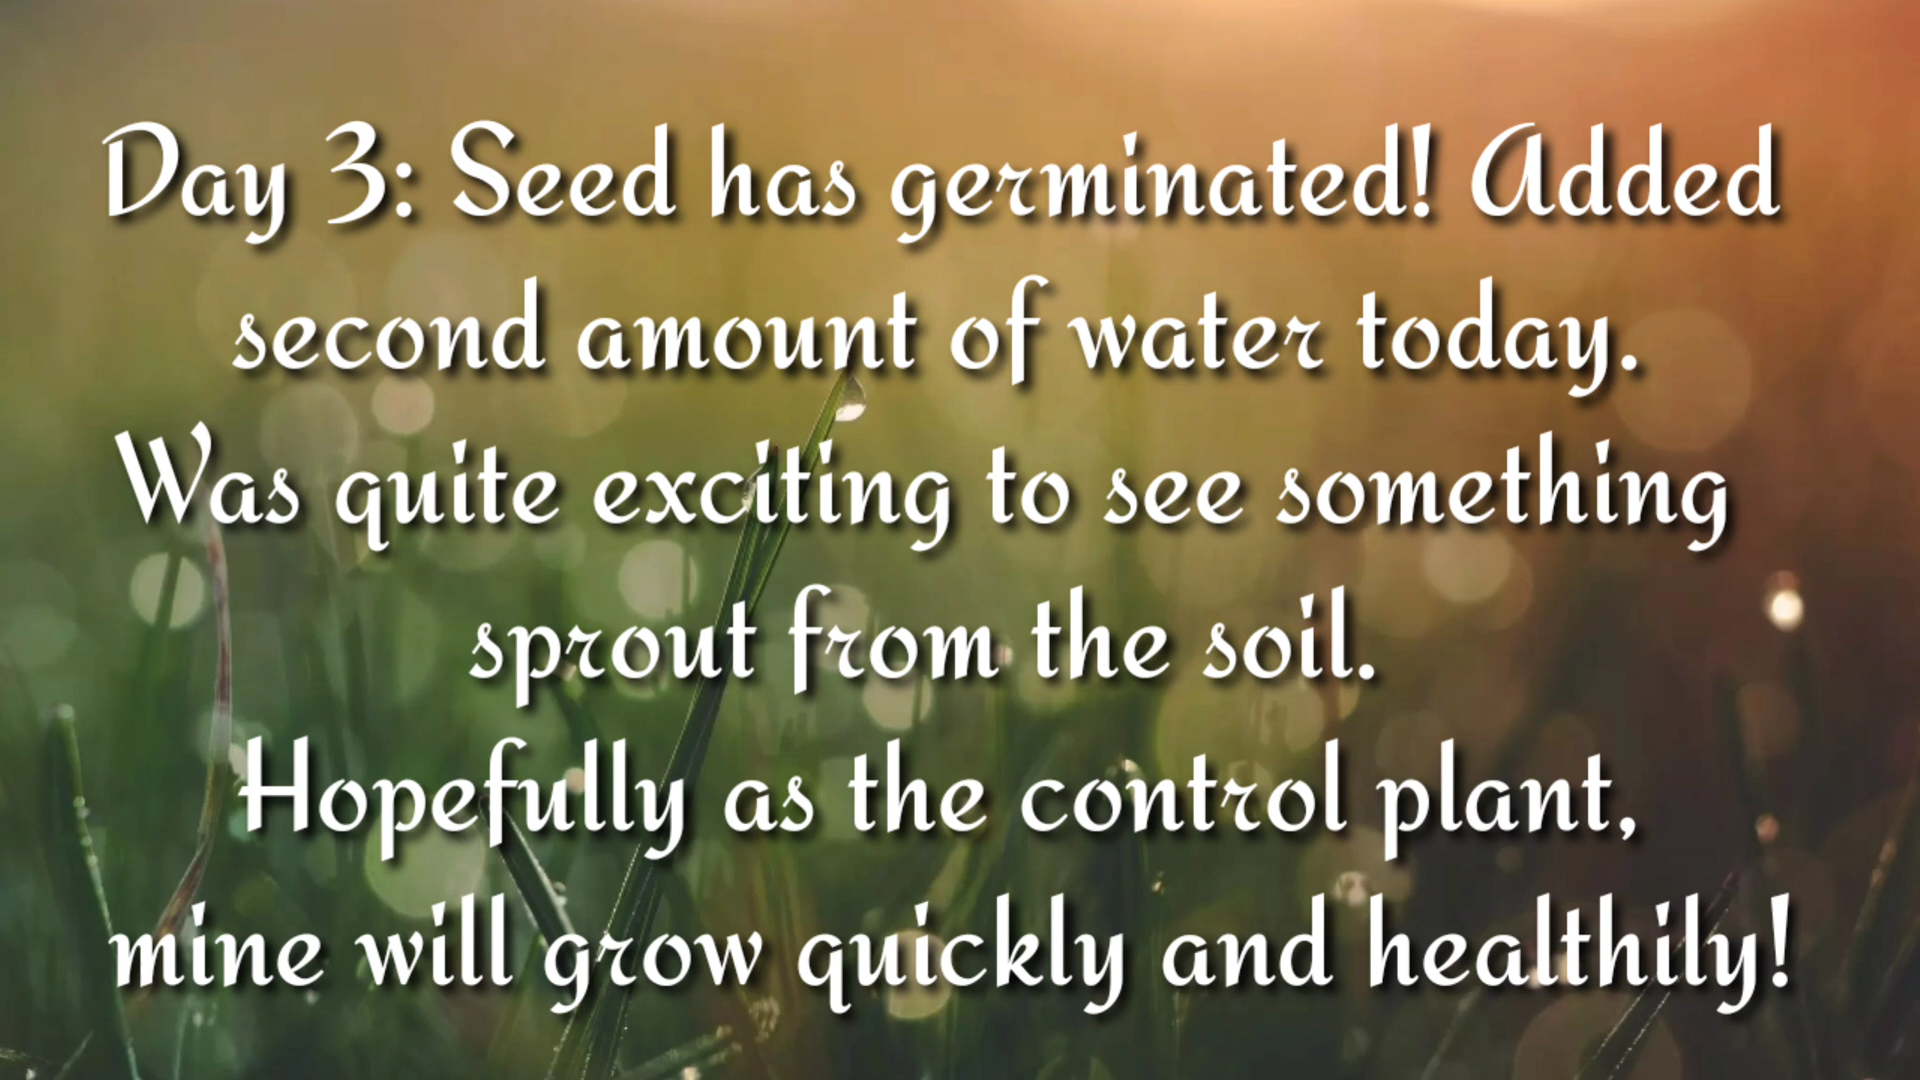 Day 3: Seed has germinated! Added
second amount of water today.
Was quite exciting to see something
sprout from the soil.
Hopefully as the control plant,
mine will grow quickly and healthily!